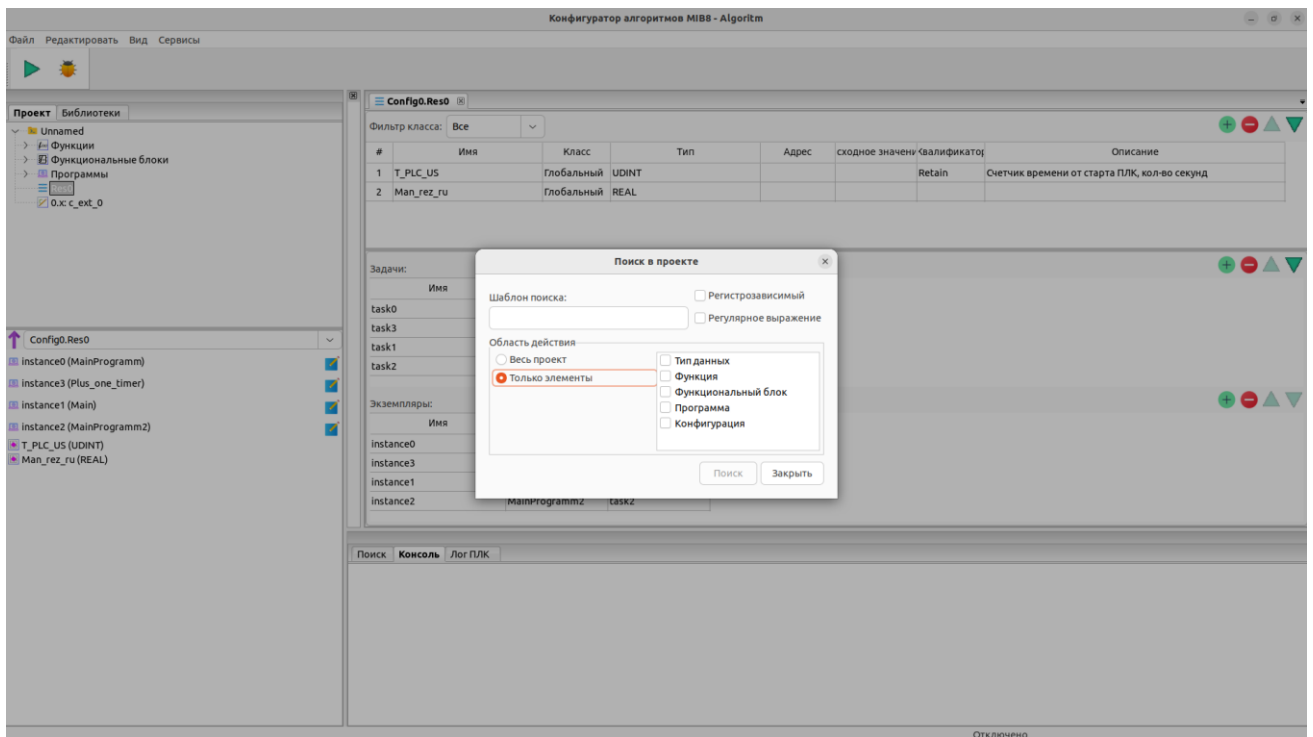 Конфигуратор алгоритмов MIB8 - Algoritm
Файл Редактировать Вид Сервисы
Проект Библиотеки
Unnamed
Функции
Функциональные блоки
Программы
Res0
0.x: c_ext_0
Config0.Res0
instance0 (MainProgramm)
instance3 (Plus_one_timer)
instance1 (Main)
instance2 (MainProgramm2)
T_PLC_US (UDINT)
Man_rez_ru (REAL)
Config0.Res0
Фильтр класса: Все
# Имя Класс Тип Адрес сходное значени квалификатор Описание
1 T_PLC_US Глобальный UDINT Retain Счетчик времени от старта ПЛК, кол-во секунд
2 Man_rez_ru Глобальный REAL
Задачи:
Имя
task0
task3
task1
task2
Экземпляры:
Имя
instance0
instance3
instance1
instance2 MainProgramm2 task2
Поиск в проекте
Шаблон поиска:
Регистрозависимый
Регулярное выражение
Область действия
Весь проект
Только элементы
Тип данных
Функция
Функциональный блок
Программа
Конфигурация
Поиск Закрыть
Поиск Консоль Лог ПЛК
Отключено